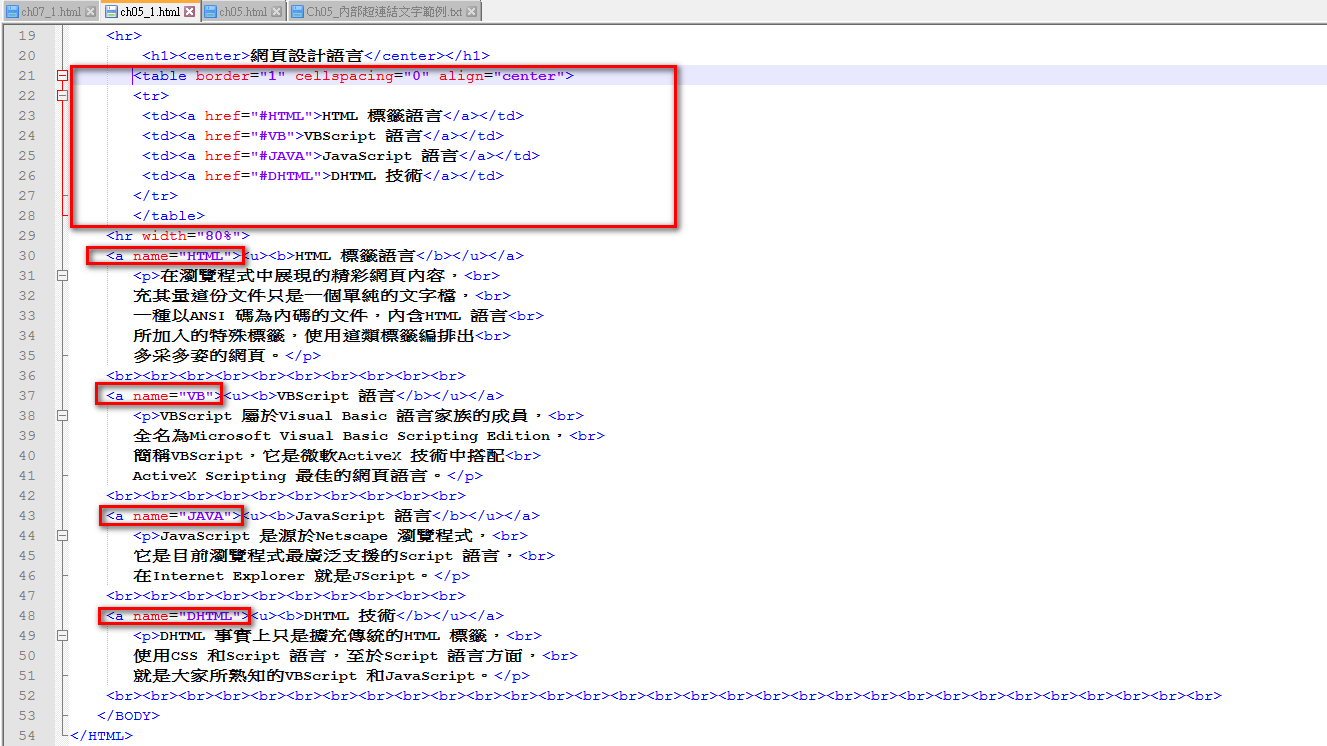 ch07_1.html ch05_1.html ch05.html Ch05_內部超連結文字範例.txt
19 <hr>
20 <h1><center>網頁設計語言</center></h1>
21 <table border="1" cellspacing="0" align="center">
22 <tr>
23 <td><a href="#HTML">HTML 標籤語言</a></td>
24 <td><a href="#VB">VBScript 語言</a></td>
25 <td><a href="#JAVA">JavaScript 語言</a></td>
26 <td><a href="#DHTML">DHTML 技術</a></td>
27 </tr>
28 </table>
29 <hr width="80%">
30 <a name="HTML"><u><b>HTML 標籤語言</b></u></a>
31 <p>在瀏覽程式中展現的精彩網頁內容，<br>
32 充其量這份文件只是一個單純的文字檔，<br>
33 一種以ANSI 碼為內碼的文件，內含HTML 語言<br>
34 所加入的特殊標籤，使用這類標籤編排出<br>
35 多采多姿的網頁。</p>
36 <br><br><br><br><br><br><br><br><br><br>
37 <a name="VB"><u><b>VBScript 語言</b></u></a>
38 <p>VBScript 屬於Visual Basic 語言家族的成員，<br>
39 全名為Microsoft Visual Basic Scripting Edition，<br>
40 簡稱VBScript，它是微軟ActiveX 技術中搭配<br>
41 ActiveX Scripting 最佳的網頁語言。</p>
42 <br><br><br><br><br><br><br><br><br><br>
43 <a name="JAVA"><u><b>JavaScript 語言</b></u></a>
44 <p>JavaScript 是源於Netscape 瀏覽程式，<br>
45 它是目前瀏覽程式最廣泛支援的Script 語言，<br>
46 在Internet Explorer 就是JScript。</p>
47 <br><br><br><br><br><br><br><br><br><br>
48 <a name="DHTML"><u><b>DHTML 技術</b></u></a>
49 <p>DHTML 事實上只是擴充傳統的HTML 標籤，<br>
50 使用CSS 和Script 語言，至於Script 語言方面，<br>
51 就是大家所熟知的VBScript 和JavaScript。</p>
52 <br><br><br><br><br><br><br><br><br><br><br><br><br><br><br><br><br><br><br><br><br><br><br><br><br><br><br><br><br><br><br>
53 </BODY>
54 </HTML>